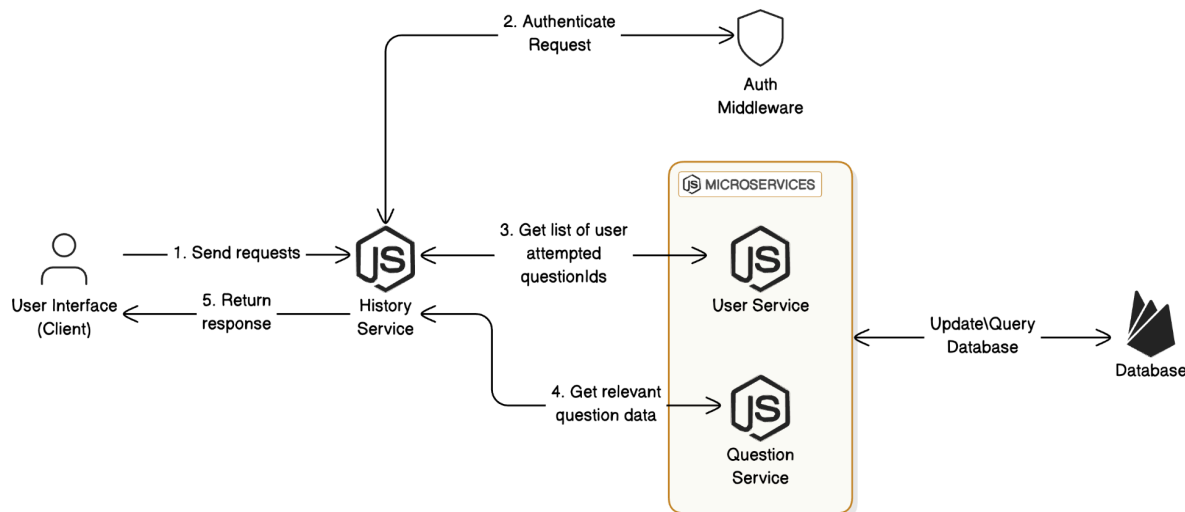 2. Authenticate
Request
Auth
Middleware
JS MICROSERVICES
1. Send requests
JS
3. Get list of user
attempted
questionIds
JS
User Interface
(Client)
5. Return
response
History
Service
User Service
Update\Query
Database
Database
4. Get relevant
question data
JS
Question
Service